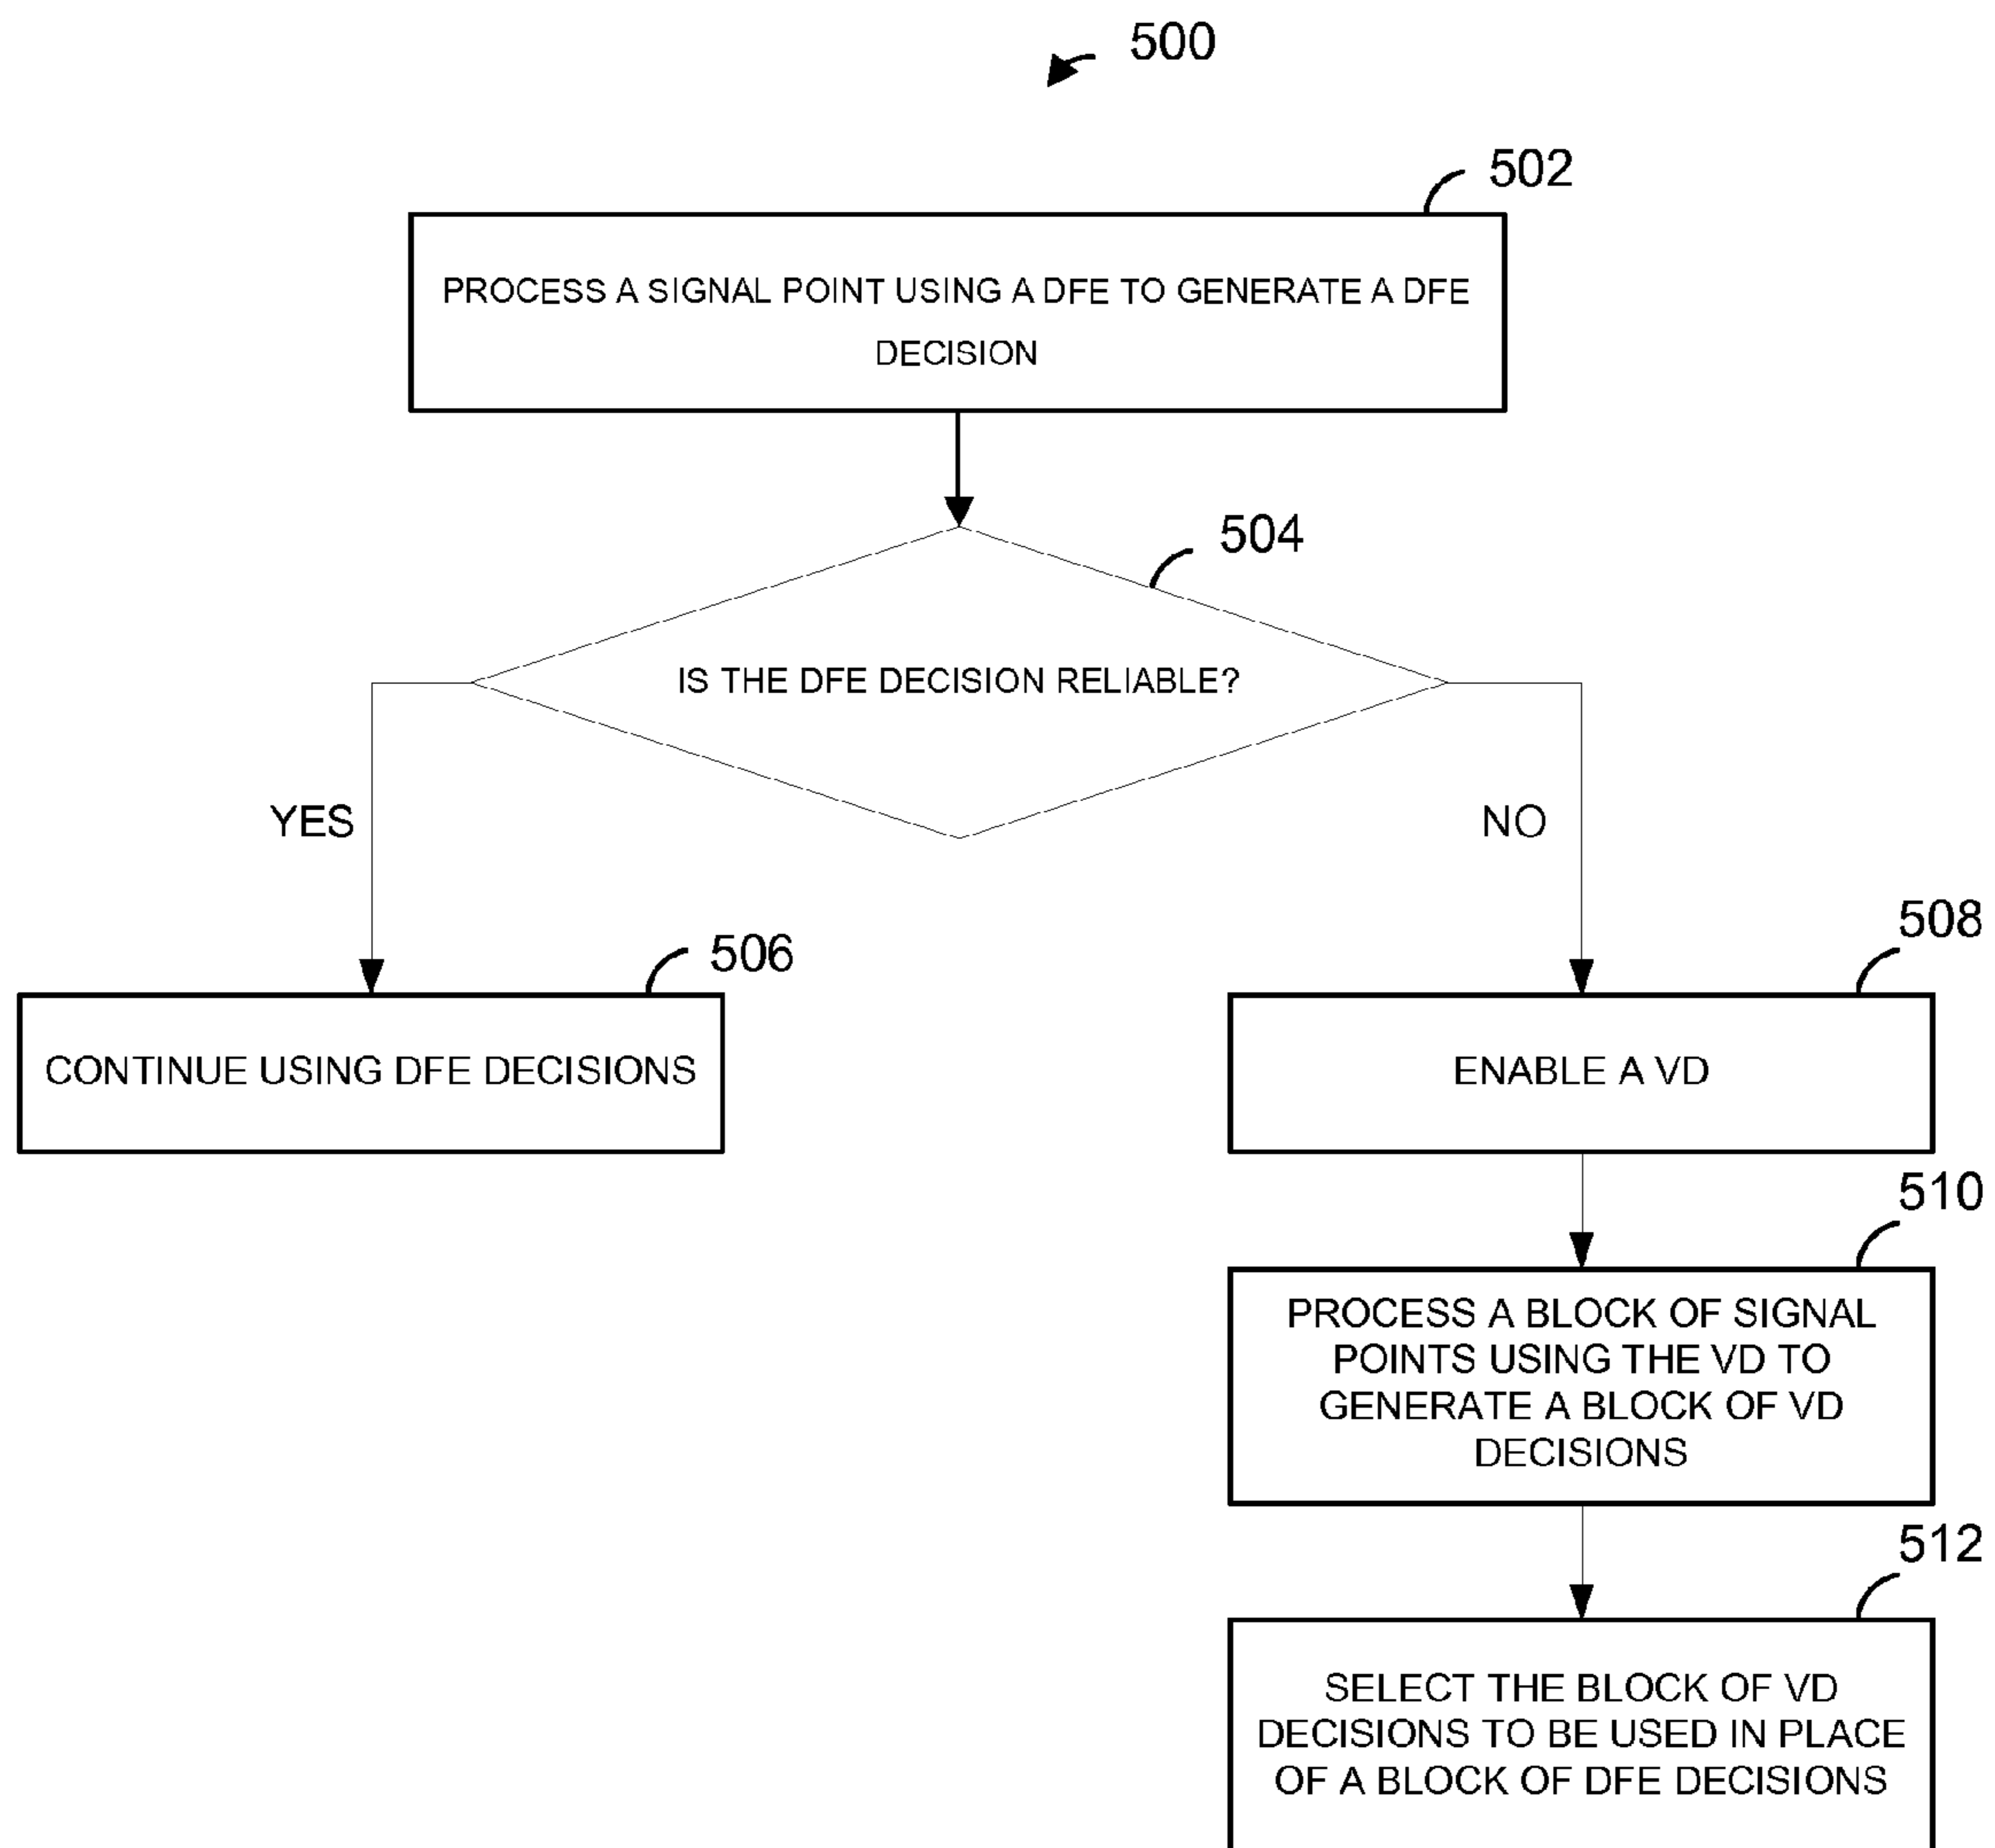 500
502
PROCESS A SIGNAL POINT USING A DFE TO GENERATE A DFE
DECISION
504
IS THE DFE DECISION RELIABLE?
YES
NO
506
CONTINUE USING DFE DECISIONS
508
ENABLE A VD
510
PROCESS A BLOCK OF SIGNAL
POINTS USING THE VD TO
GENERATE A BLOCK OF VD
DECISIONS
512
SELECT THE BLOCK OF VD
DECISIONS TO BE USED IN PLACE
OF A BLOCK OF DFE DECISIONS